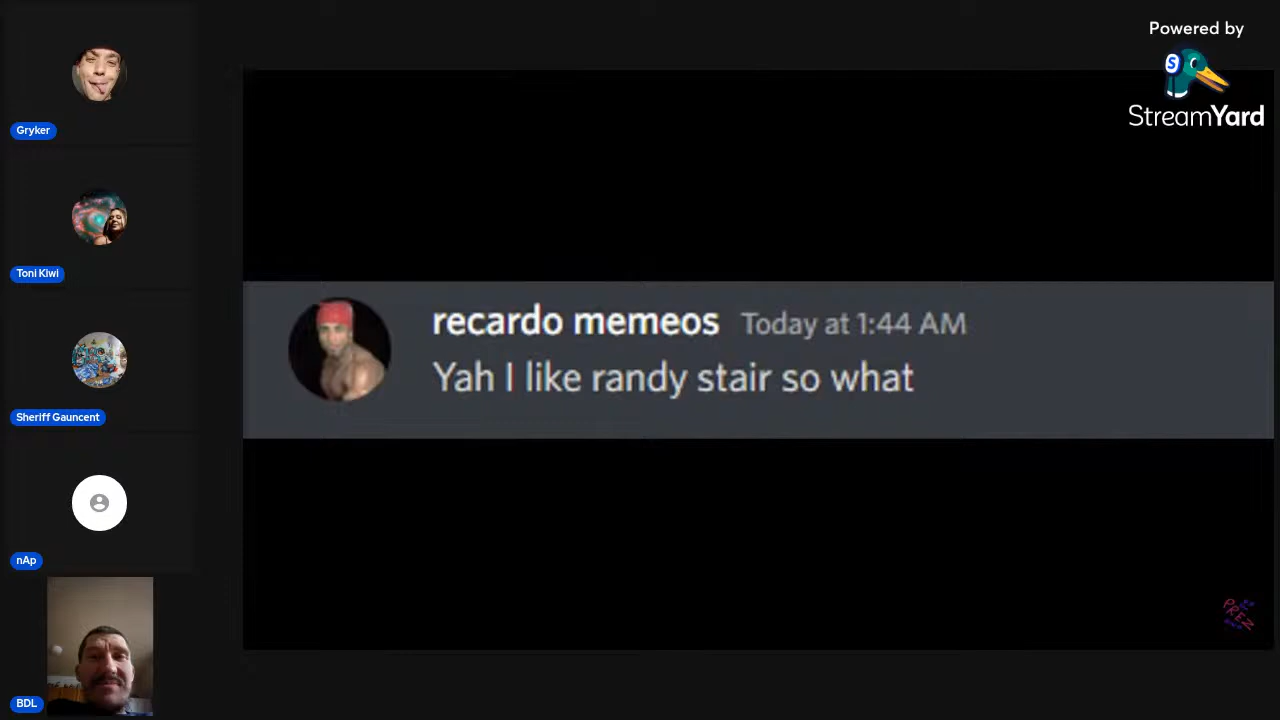 Powered by
StreamYard
Gryker
Toni Kiwi
Sheriff Gauncent
nAp
BDL
recardo memeos Today at 1:44 AM
Yah I like randy stair so what
PREZ